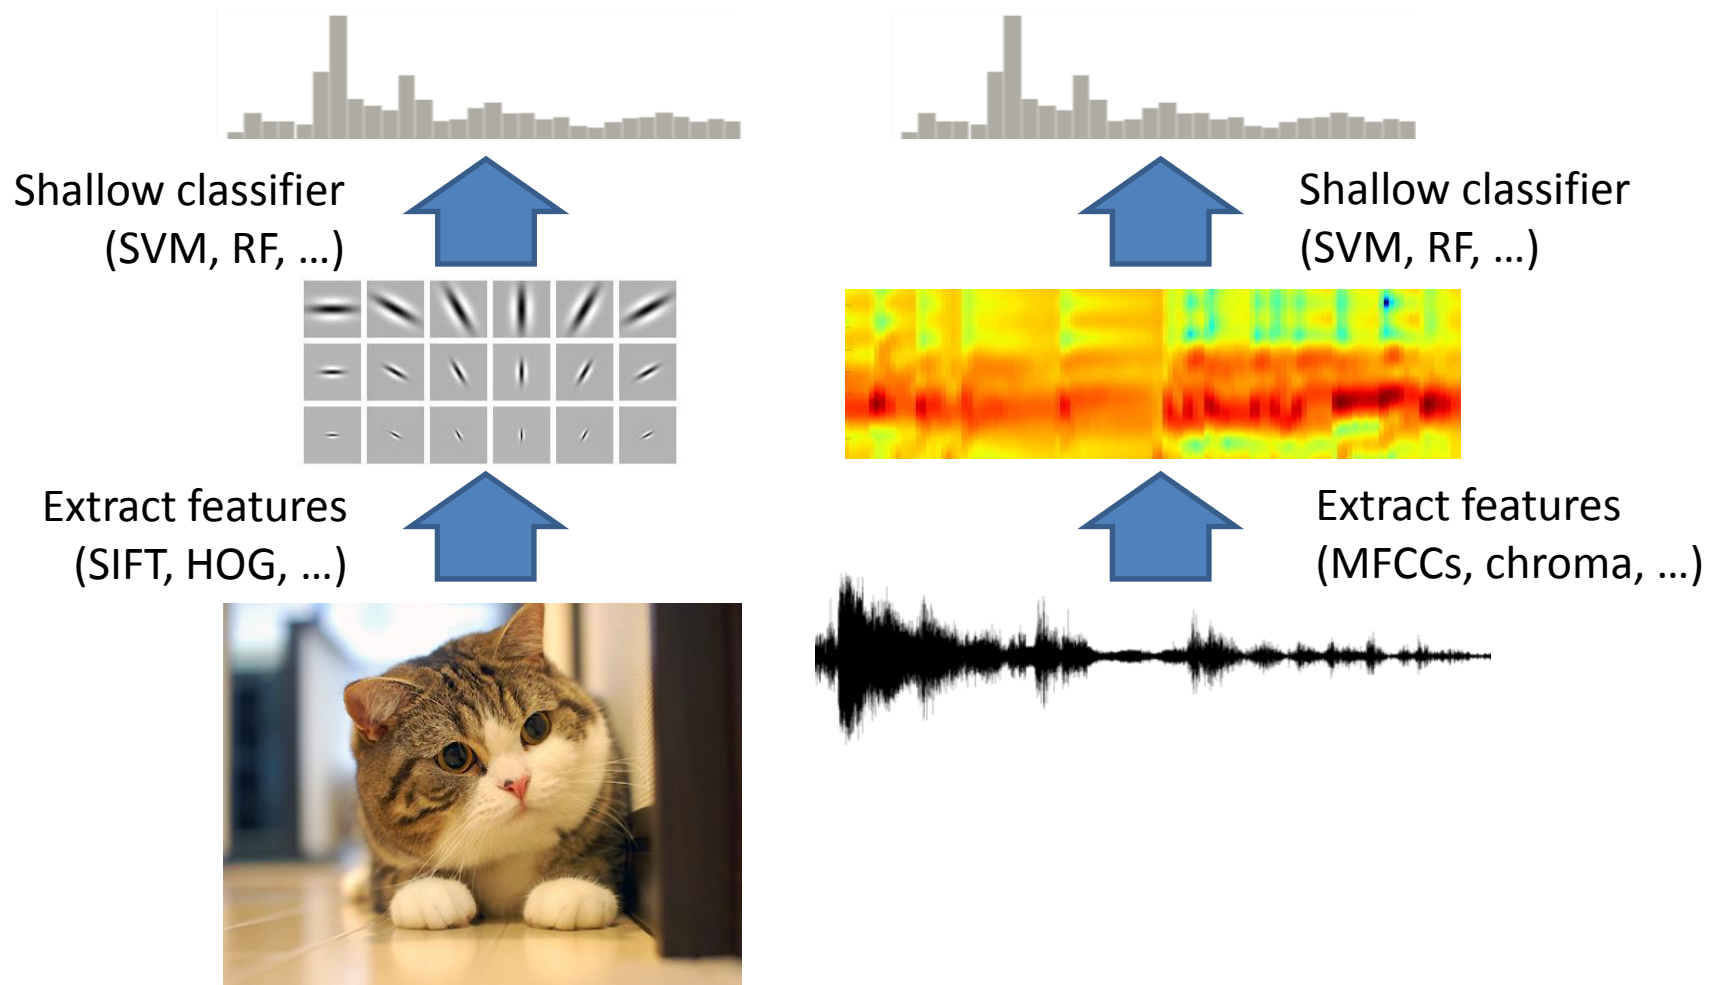 Shallow classifier
(SVM, RF, ...)
Shallow classifier
(SVM, RF, ...)
Extract features
(SIFT, HOG, ...)
Extract features
(MFCCs, chroma, ...)